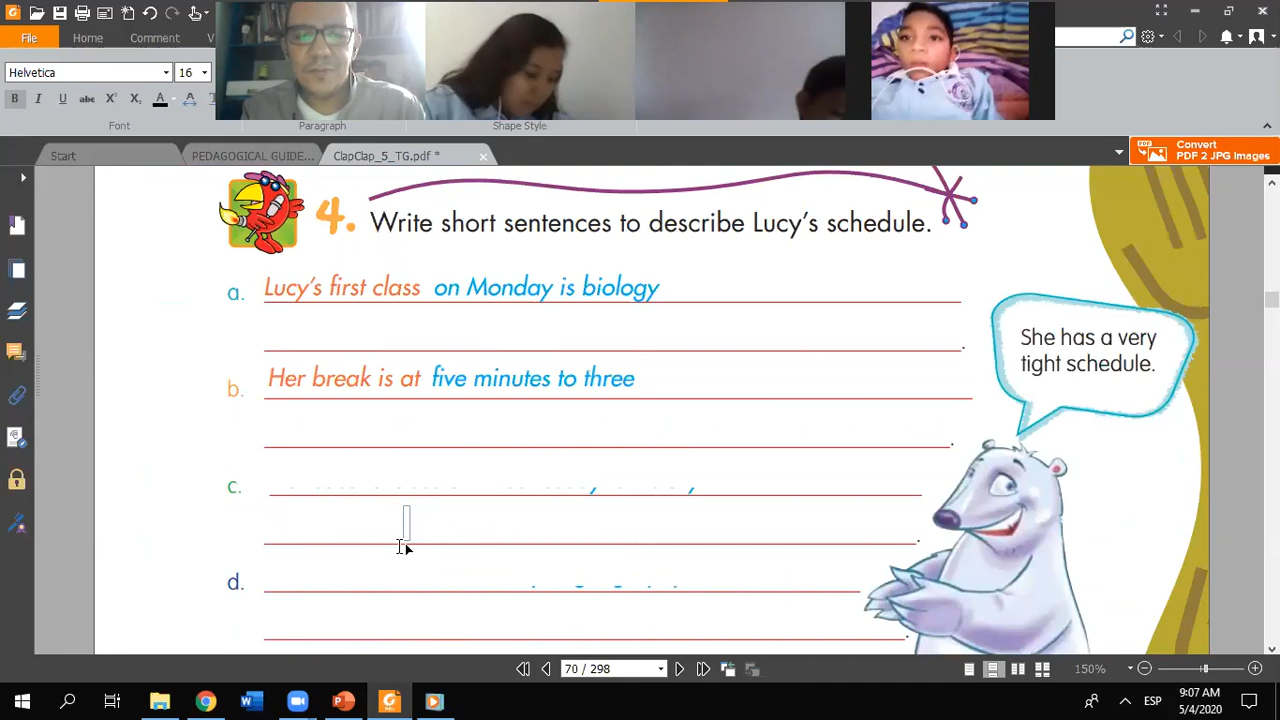 File
Home
Comment
V
Helvetica
16
Font
Paragraph
Shape Style
Start
PEDAGOGICAL GUIDE...
ClapClap_5_TG.pdf *
Convert
PDF 2 JPG Images
4. Write short sentences to describe Lucy's schedule.
a. Lucy's first class on Monday is biology
.
b. Her break is at five minutes to three
.
c.
.
d.
.
She has a very
tight schedule.
70 / 298
150%
ESP
9:07 AM
5/4/2020